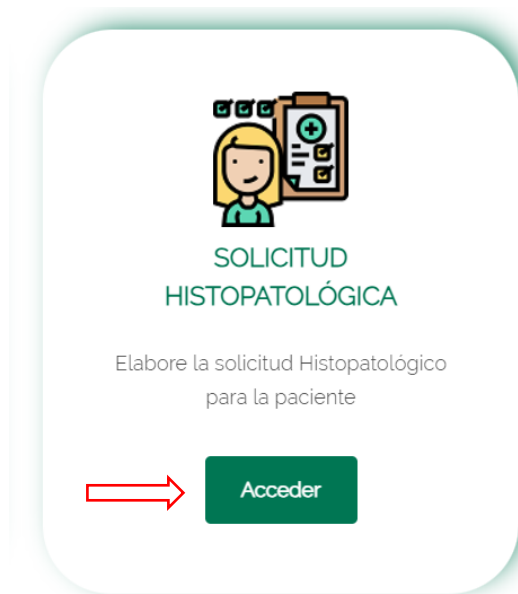 SOLICITUD
HISTOPATOLÓGICA
Elabore la solicitud Histopatológico
para la paciente
Acceder